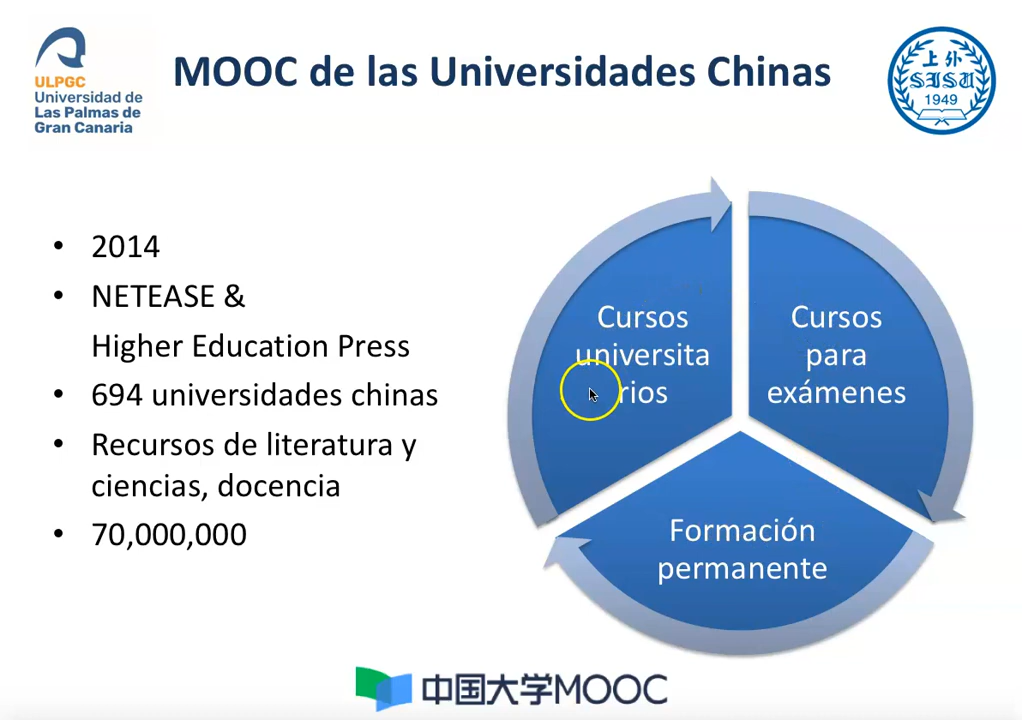 ULPGC
Universidad de
Las Palmas de
Gran Canaria
MOOC de las Universidades Chinas
上外
SISU
1949
• 2014
• NETEASE &
Higher Education Press
• 694 universidades chinas
• Recursos de literatura y
ciencias, docencia
• 70,000,000
Cursos
universita
rios
Cursos
para
exámenes
Formación
permanente
中国大学MOOC